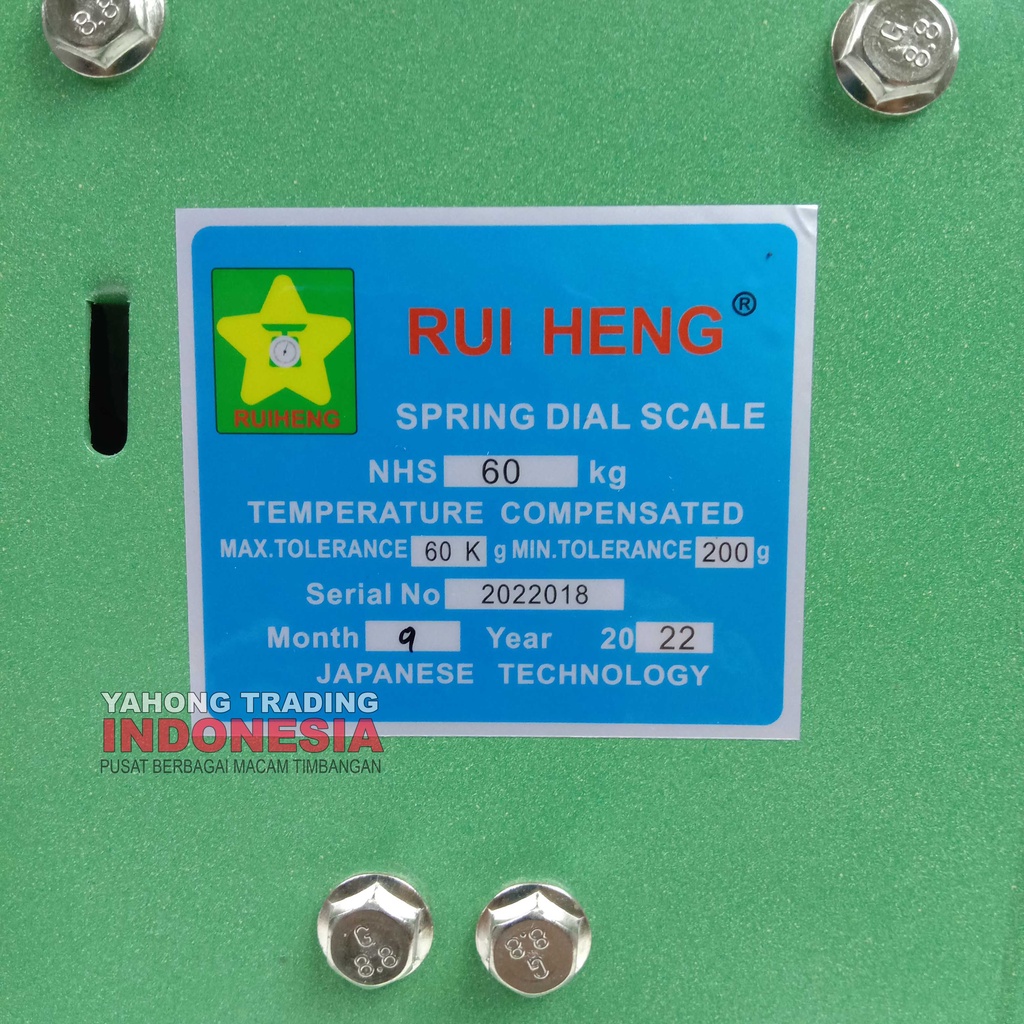 8.8
G
8.8
RUI HENG®
RUIHENG
SPRING DIAL SCALE
NHS 60 kg
TEMPERATURE COMPENSATED
MAX.TOLERANCE 60 K g MIN.TOLERANCE 200 g
Serial No 2022018
Month 9 Year 20 22
JAPANESE TECHNOLOGY
YAHONG TRADING
INDONESIA
PUSAT BERBAGAI MACAM TIMBANGAN
G
8.8
8.8
G